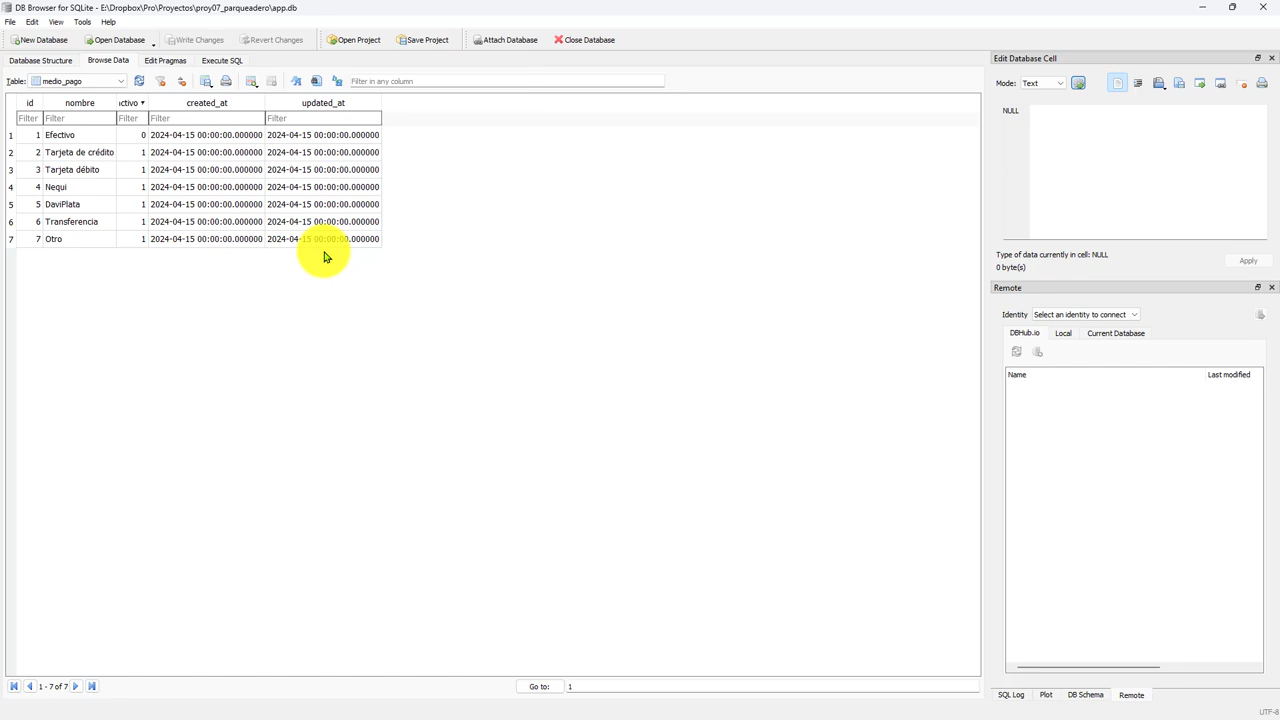 DB Browser for SQLite - E:\Dropbox\Pro\Proyectos\proy07_parqueadero\app.db
File Edit View Tools Help
New Database Open Database Write Changes Revert Changes Open Project Save Project Attach Database Close Database
Database Structure Browse Data Edit Pragmas Execute SQL
Table: medio_pago Filter in any column
id nombre ctivo created_at updated_at
Filter Filter Filter Filter Filter
1 1 Efectivo 0 2024-04-15 00:00:00.000000 2024-04-15 00:00:00.000000
2 2 Tarjeta de crédito 1 2024-04-15 00:00:00.000000 2024-04-15 00:00:00.000000
3 3 Tarjeta débito 1 2024-04-15 00:00:00.000000 2024-04-15 00:00:00.000000
4 4 Nequi 1 2024-04-15 00:00:00.000000 2024-04-15 00:00:00.000000
5 5 DaviPlata 1 2024-04-15 00:00:00.000000 2024-04-15 00:00:00.000000
6 6 Transferencia 1 2024-04-15 00:00:00.000000 2024-04-15 00:00:00.000000
7 7 Otro 1 2024-04-15 00:00:00.000000 2024-04-15 00:00:00.000000
1 - 7 of 7 Go to: 1
Edit Database Cell
Mode: Text
NULL
Type of data currently in cell: NULL
0 byte(s)
Apply
Remote
Identity Select an identity to connect
DBHub.io Local Current Database
Name Last modified
SQL Log Plot DB Schema Remote
UTF-8